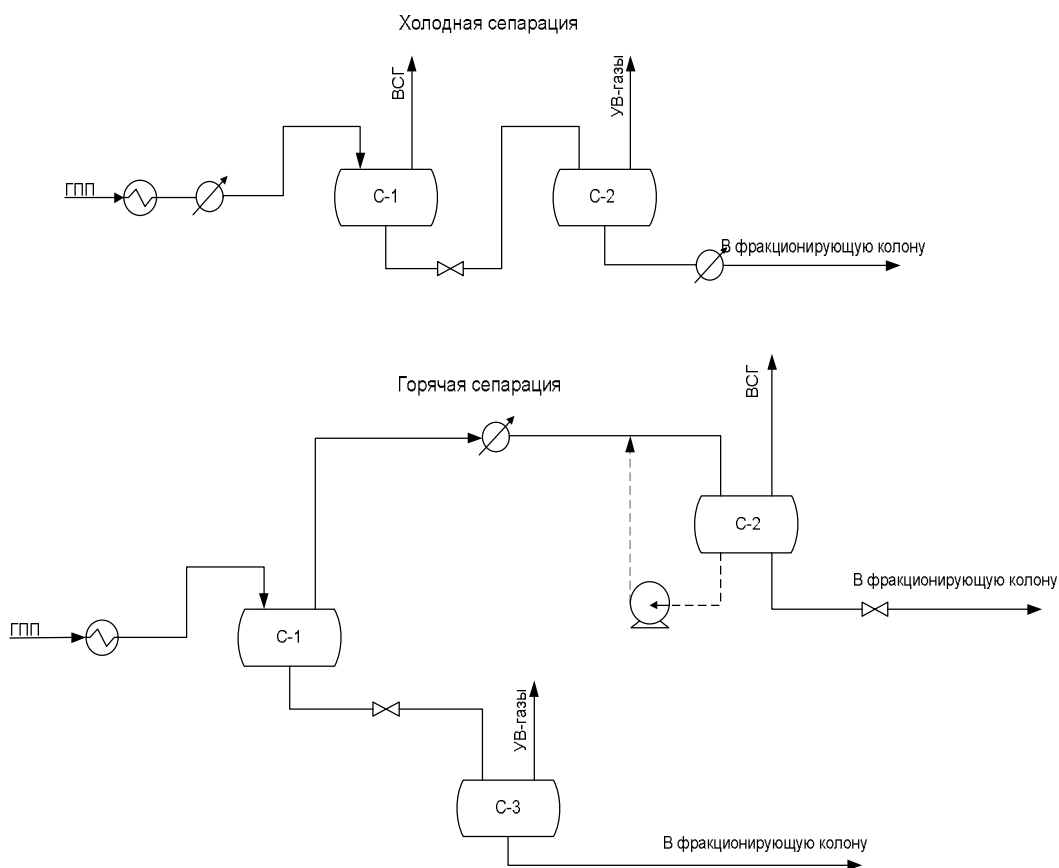 Холодная сепарация
ВСГ
УВ-газы
ГПП
С-1
С-2
В фракционирующую колону
Горячая сепарация
ВСГ
С-2
В фракционирующую колону
ГПП
С-1
УВ-газы
С-3
В фракционирующую колону